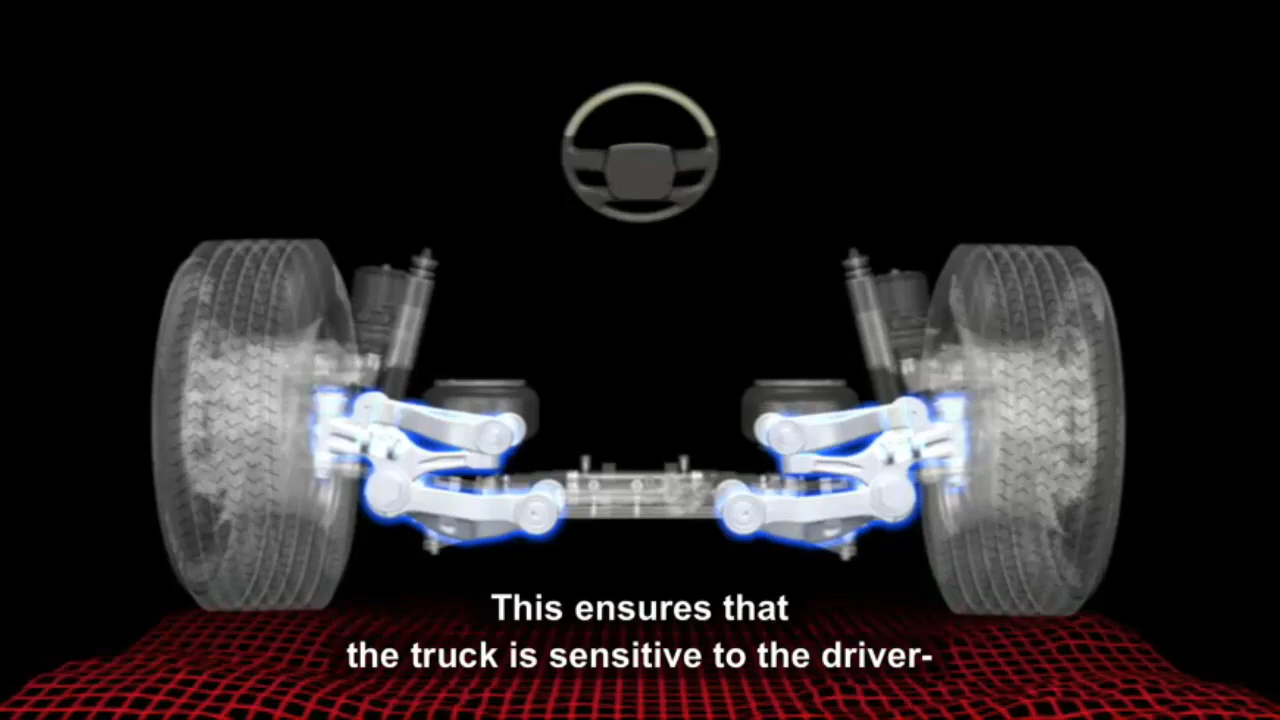 This ensures that
the truck is sensitive to the driver-